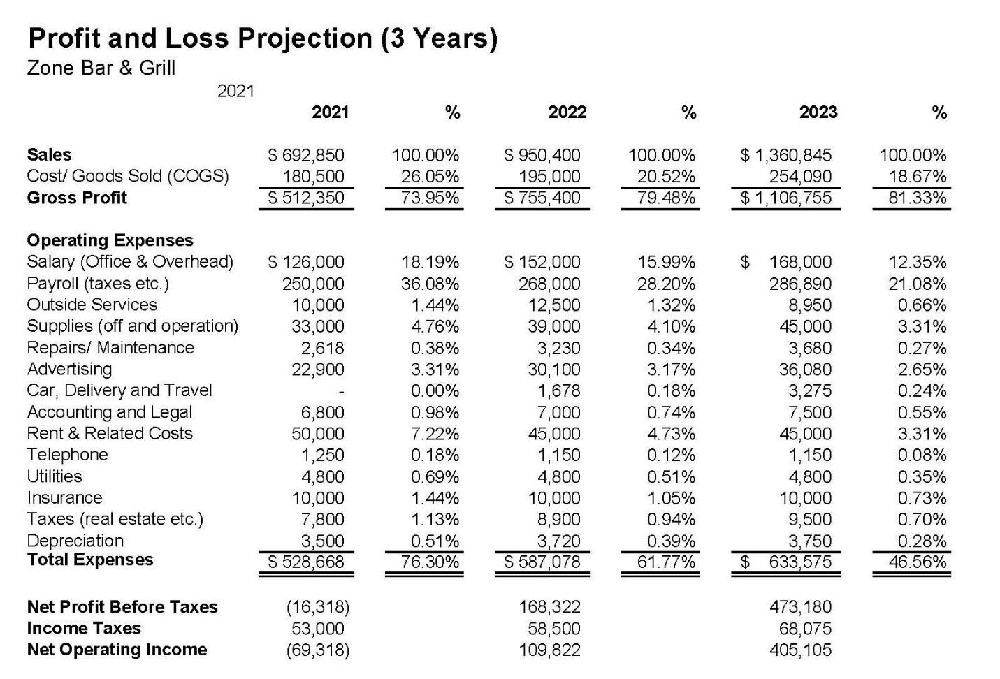 Profit and Loss Projection (3 Years)
Zone Bar & Grill
2021
2021 % 2022 % 2023 %
Sales $ 692,850 100.00% $ 950,400 100.00% $ 1,360,845 100.00%
Cost/ Goods Sold (COGS) 180,500 26.05% 195,000 20.52% 254,090 18.67%
Gross Profit $ 512,350 73.95% $ 755,400 79.48% $ 1,106,755 81.33%
Operating Expenses
Salary (Office & Overhead) $ 126,000 18.19% $ 152,000 15.99% $ 168,000 12.35%
Payroll (taxes etc.) 250,000 36.08% 268,000 28.20% 286,890 21.08%
Outside Services 10,000 1.44% 12,500 1.32% 8,950 0.66%
Supplies (off and operation) 33,000 4.76% 39,000 4.10% 45,000 3.31%
Repairs/ Maintenance 2,618 0.38% 3,230 0.34% 3,680 0.27%
Advertising 22,900 3.31% 30,100 3.17% 36,080 2.65%
Car, Delivery and Travel - 0.00% 1,678 0.18% 3,275 0.24%
Accounting and Legal 6,800 0.98% 7,000 0.74% 7,500 0.55%
Rent & Related Costs 50,000 7.22% 45,000 4.73% 45,000 3.31%
Telephone 1,250 0.18% 1,150 0.12% 1,150 0.08%
Utilities 4,800 0.69% 4,800 0.51% 4,800 0.35%
Insurance 10,000 1.44% 10,000 1.05% 10,000 0.73%
Taxes (real estate etc.) 7,800 1.13% 8,900 0.94% 9,500 0.70%
Depreciation 3,500 0.51% 3,720 0.39% 3,750 0.28%
Total Expenses $ 528,668 76.30% $ 587,078 61.77% $ 633,575 46.56%
Net Profit Before Taxes (16,318) 168,322 473,180
Income Taxes 53,000 58,500 68,075
Net Operating Income (69,318) 109,822 405,105